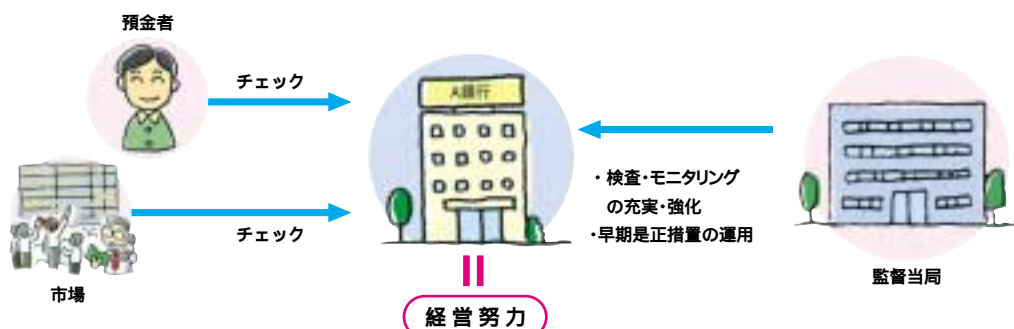 預金者
チェック
A銀行
・検査・モニタリング
の充実・強化
・早期是正措置の運用
チェック
市場
監督当局
経営努力